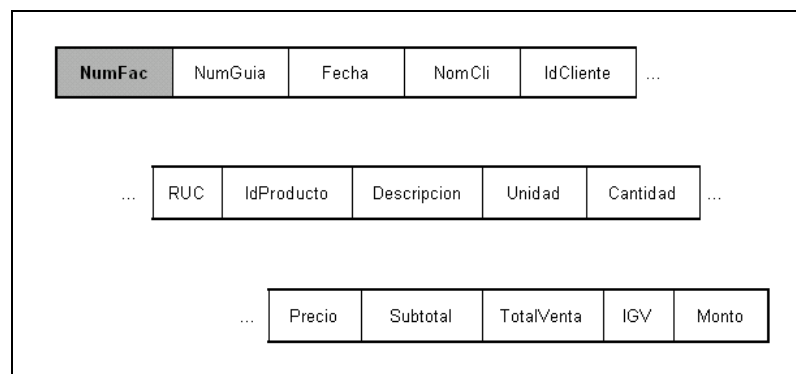 NumFac NumGuia Fecha NomCli IdCliente ...
... RUC IdProducto Descripcion Unidad Cantidad ...
... Precio Subtotal TotalVenta IGV Monto